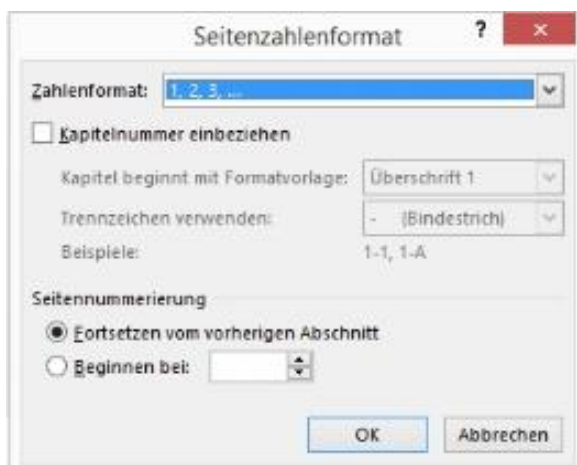 Seitenzahlenformat ?
Zahlenformat: 1, 2, 3, ...
Kapitelnummer einbeziehen
Kapitel beginnt mit Formatvorlage: Überschrift 1
Trennzeichen verwenden: - (Bindestrich)
Beispiele: 1-1, 1-A
Seitennummerierung
Fortsetzen vom vorherigen Abschnitt
Beginnen bei:
OK Abbrechen